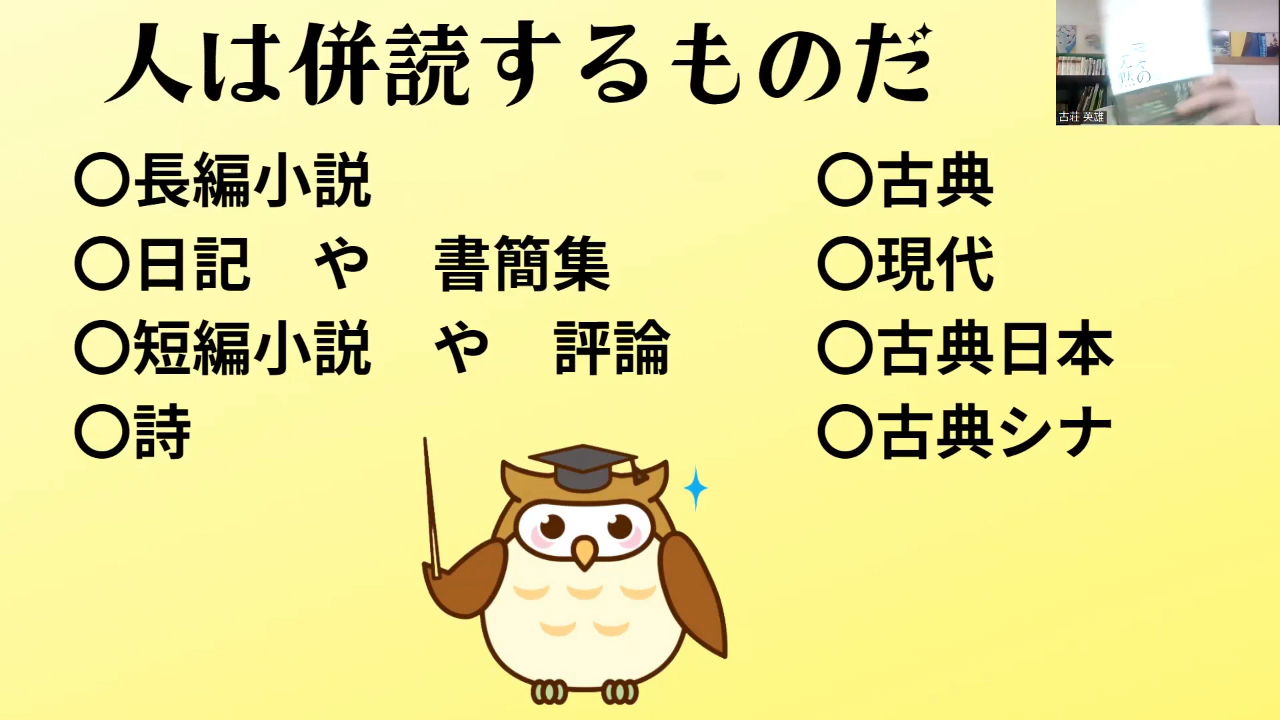 人は併読するものだ
〇長編小説
〇日記　や　書簡集
〇短編小説　や　評論
〇詩
〇古典
〇現代
〇古典日本
〇古典シナ
古荘 英雄